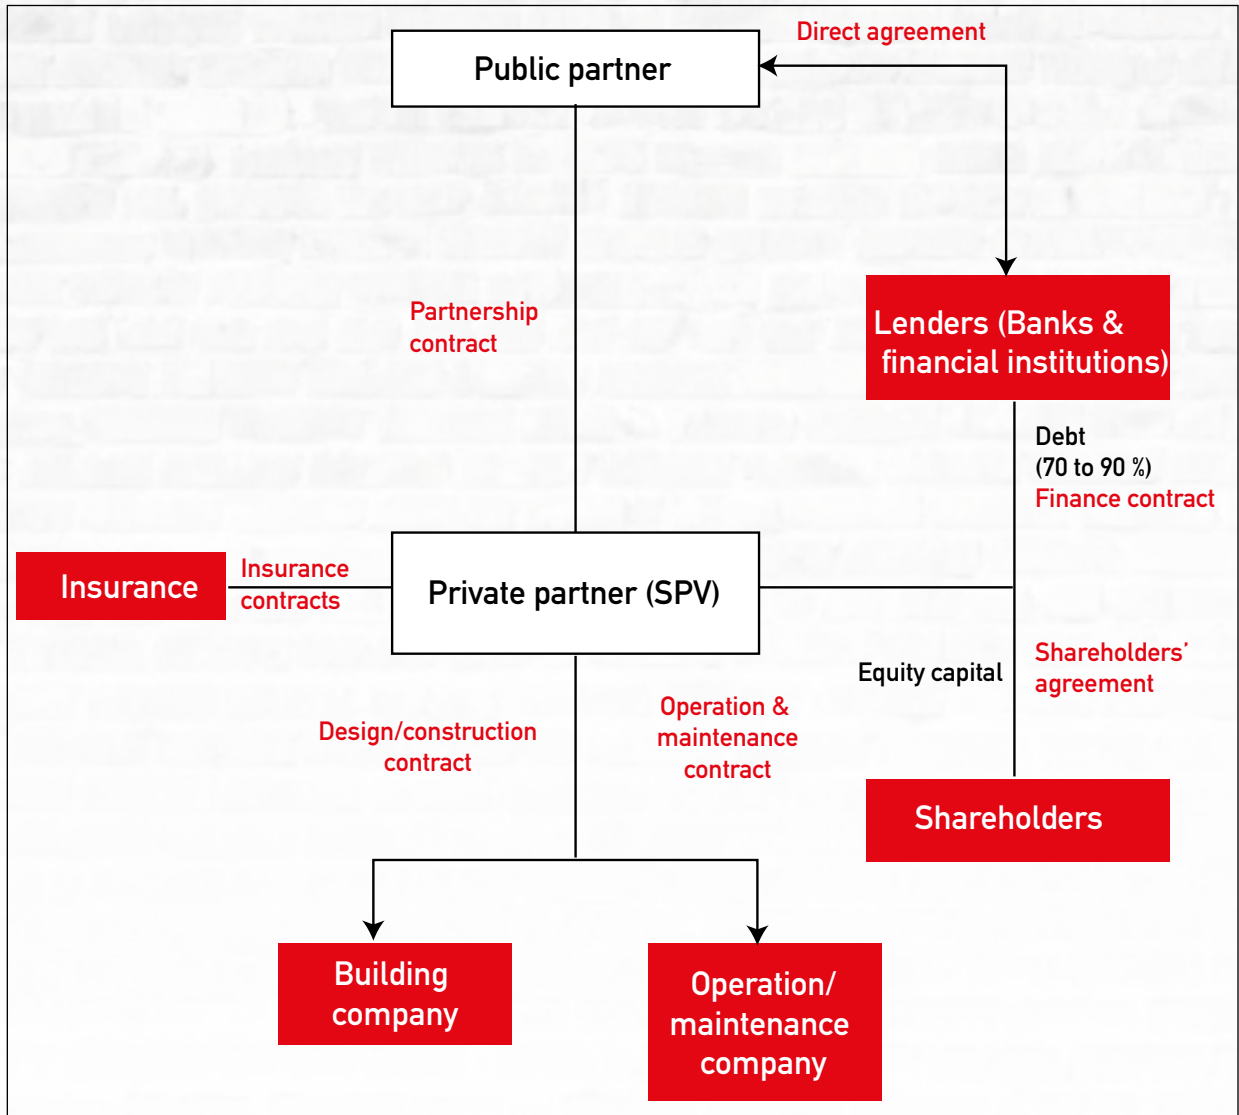 Direct agreement
Public partner
Partnership
contract
Lenders (Banks &
financial institutions)
Debt
(70 to 90 %)
Finance contract
Insurance
Insurance
contracts
Private partner (SPV)
Equity capital
Shareholders’
agreement
Design/construction
contract
Operation &
maintenance
contract
Shareholders
Building
company
Operation/
maintenance
company